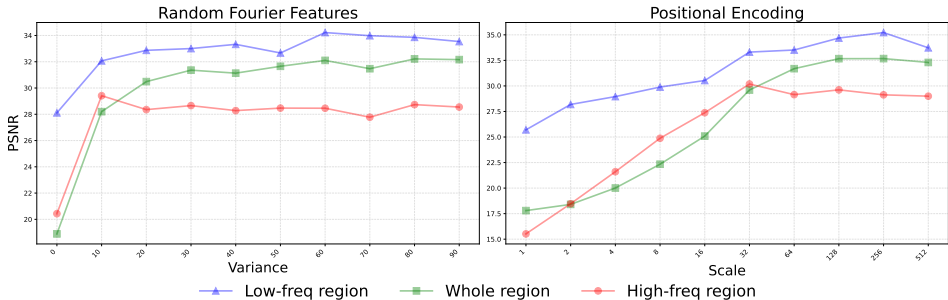 Random Fourier Features
34
32
30
28
26
24
22
20
PSNR
0 10 20 30 40 50 60 70 80 90
Variance
Positional Encoding
35.0
32.5
30.0
27.5
25.0
22.5
20.0
17.5
15.0
1 2 4 8 16 32 64 128 256 512
Scale
Low-freq region Whole region High-freq region